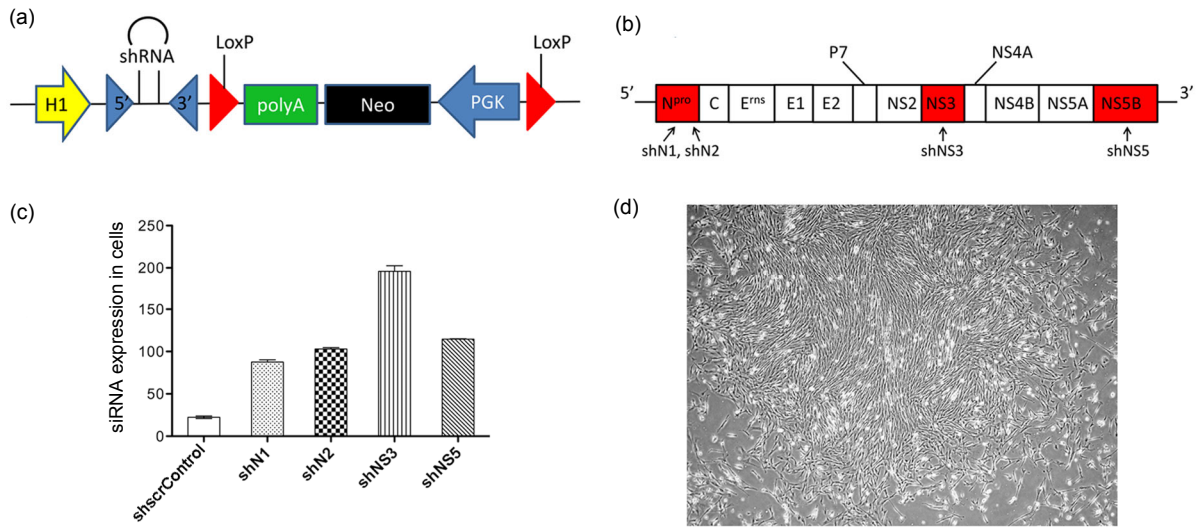 (a)
shRNA
LoxP
LoxP
H1
5'
3'
polyA
Neo
PGK
(b)
P7
NS4A
5'
3'
Npro
C
Erns
E1
E2
NS2
NS3
NS4B
NS5A
NS5B
shN1, shN2
shNS3
shNS5
(c)
siRNA expression in cells
250
200
150
100
50
0
shscrControl
shN1
shN2
shNS3
shNS5
(d)